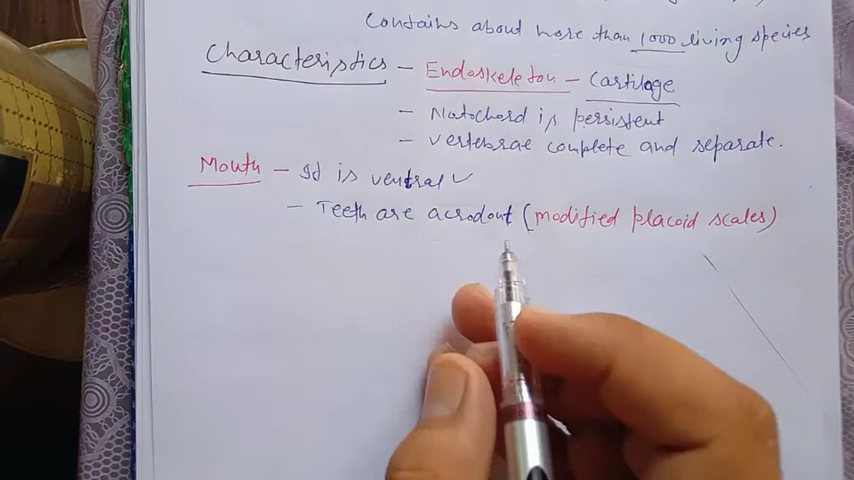 Contains about more than 1000 living species
Characteristics - Endoskeleton - Cartilage
- Notochord is persistent
- Vertebrae complete and separate.
Mouth - It is ventral ✓
- Teeth are acrodont (modified placoid scales)